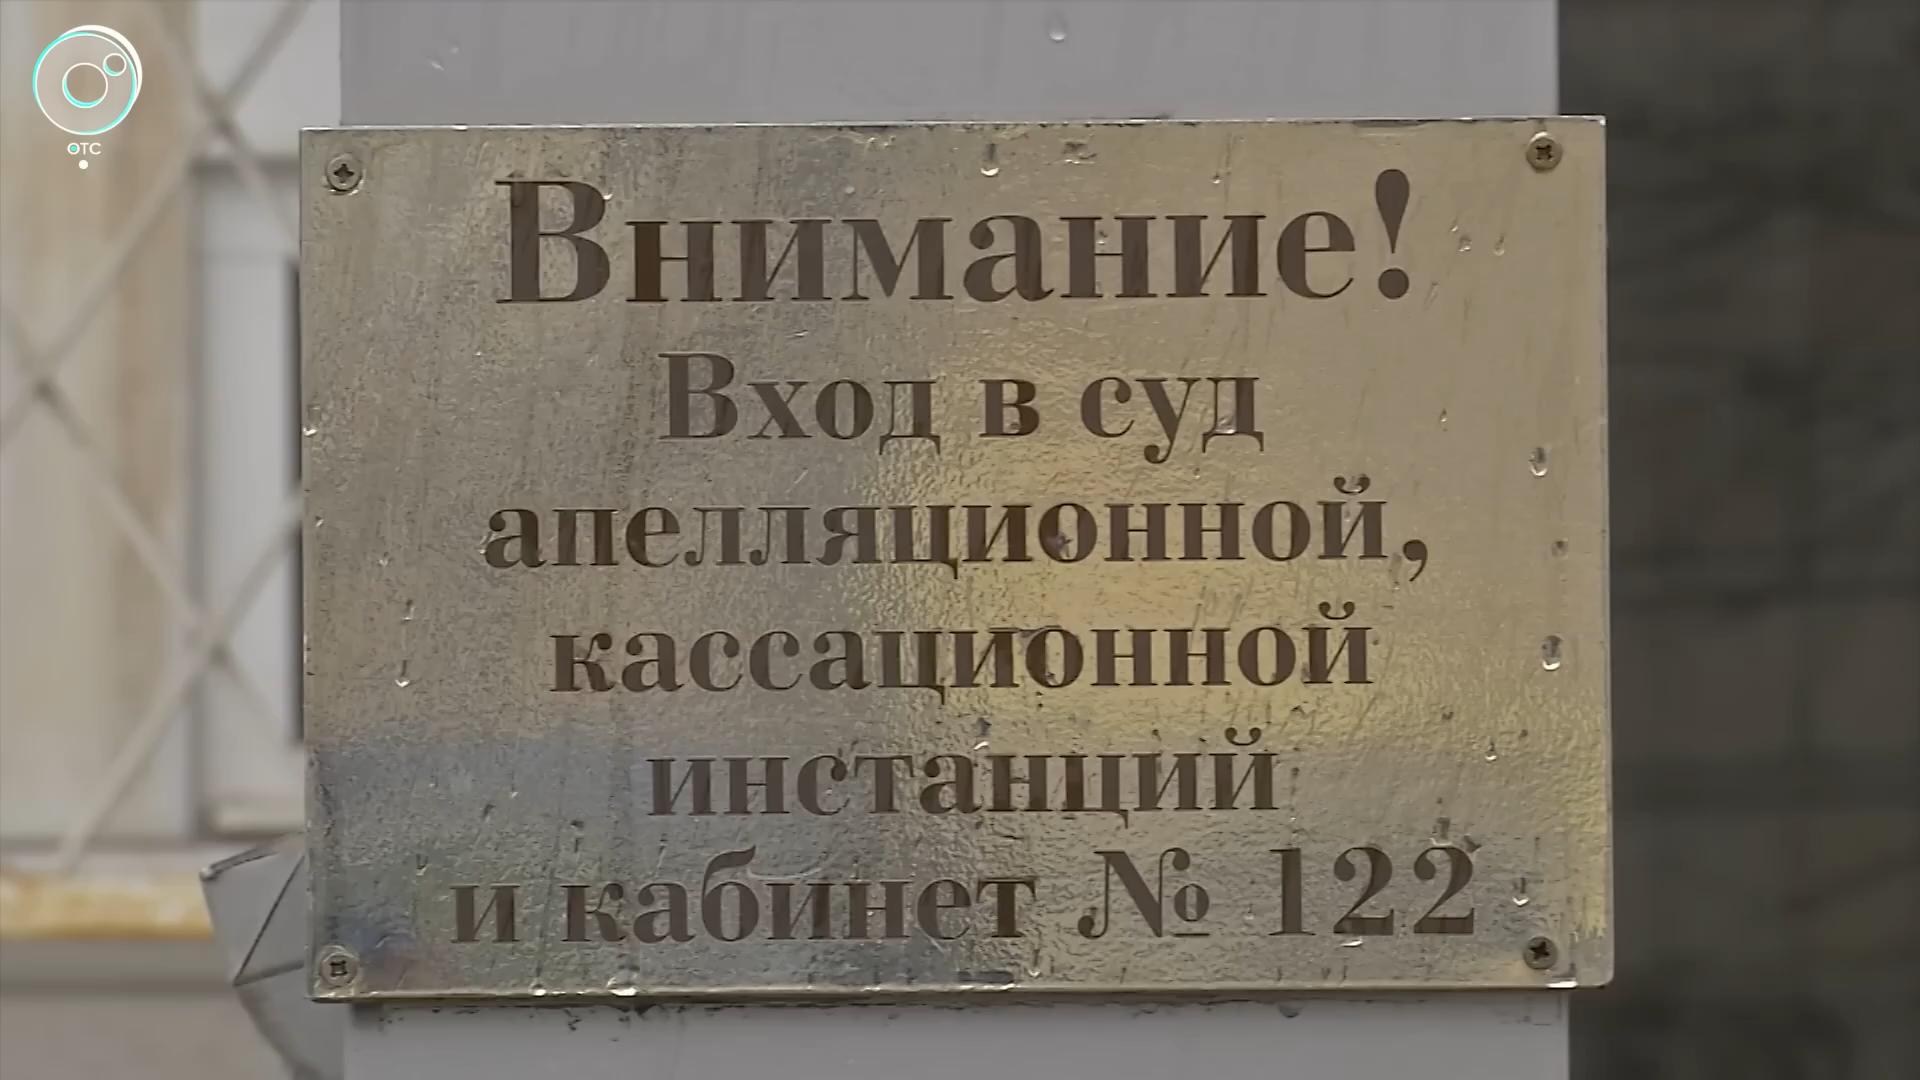 ОТС
Внимание!
Вход в суд
апелляционной,
кассационной
инстанций
и кабинет № 122